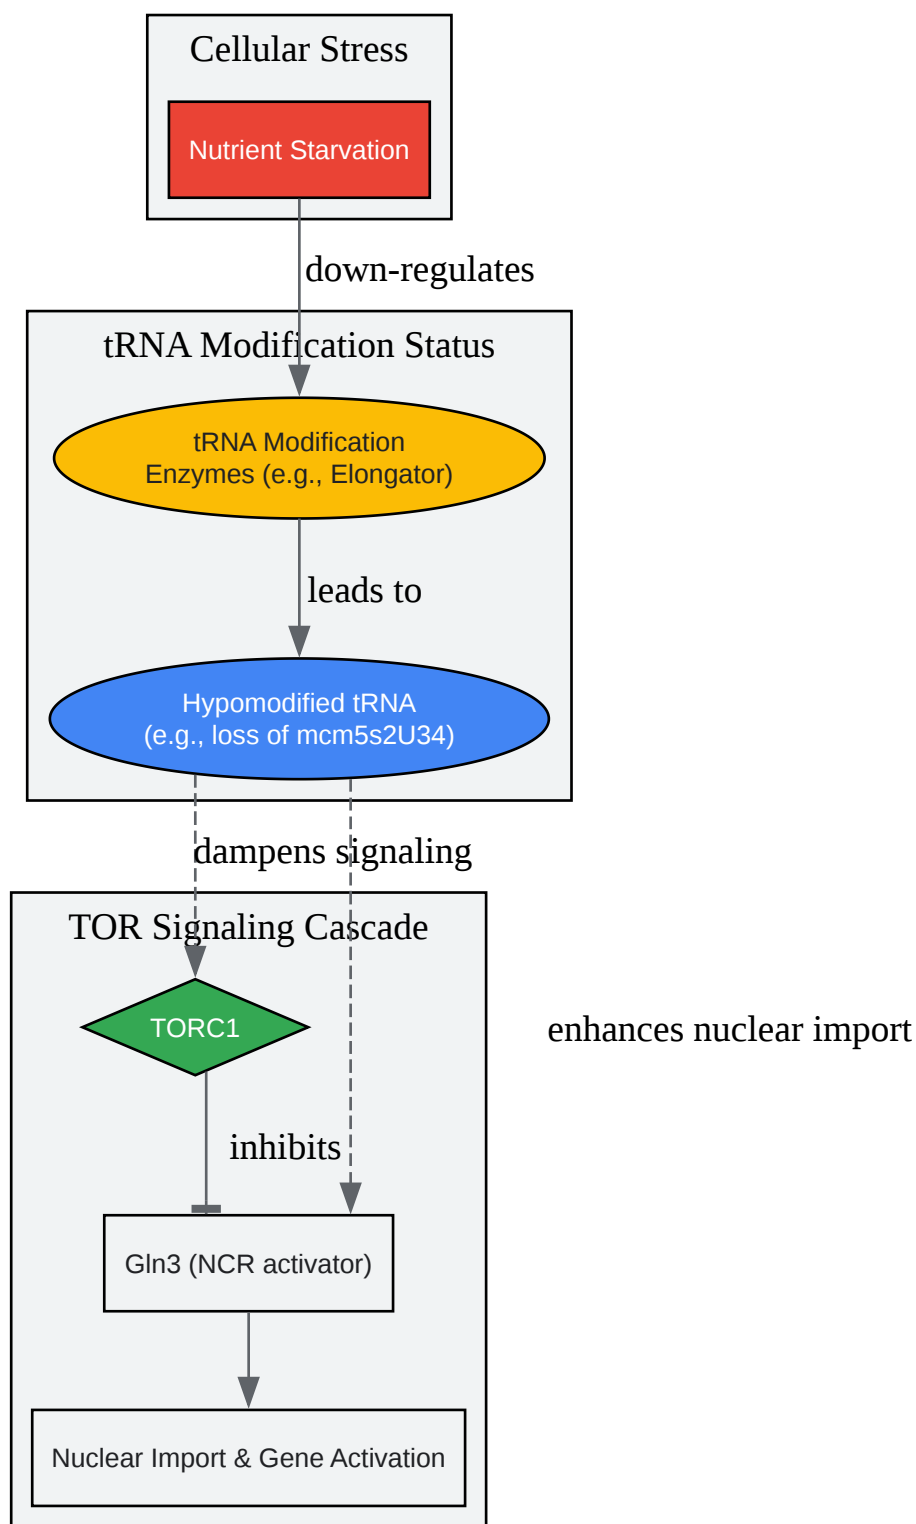 Cellular Stress
Nutrient Starvation
down-regulates
tRNA Modification Status
tRNA Modification
Enzymes (e.g., Elongator)
leads to
Hypomodified tRNA
(e.g., loss of mcm5s2U34)
dampens signaling
TOR Signaling Cascade
TORC1
enhances nuclear import
inhibits
Gln3 (NCR activator)
Nuclear Import & Gene Activation